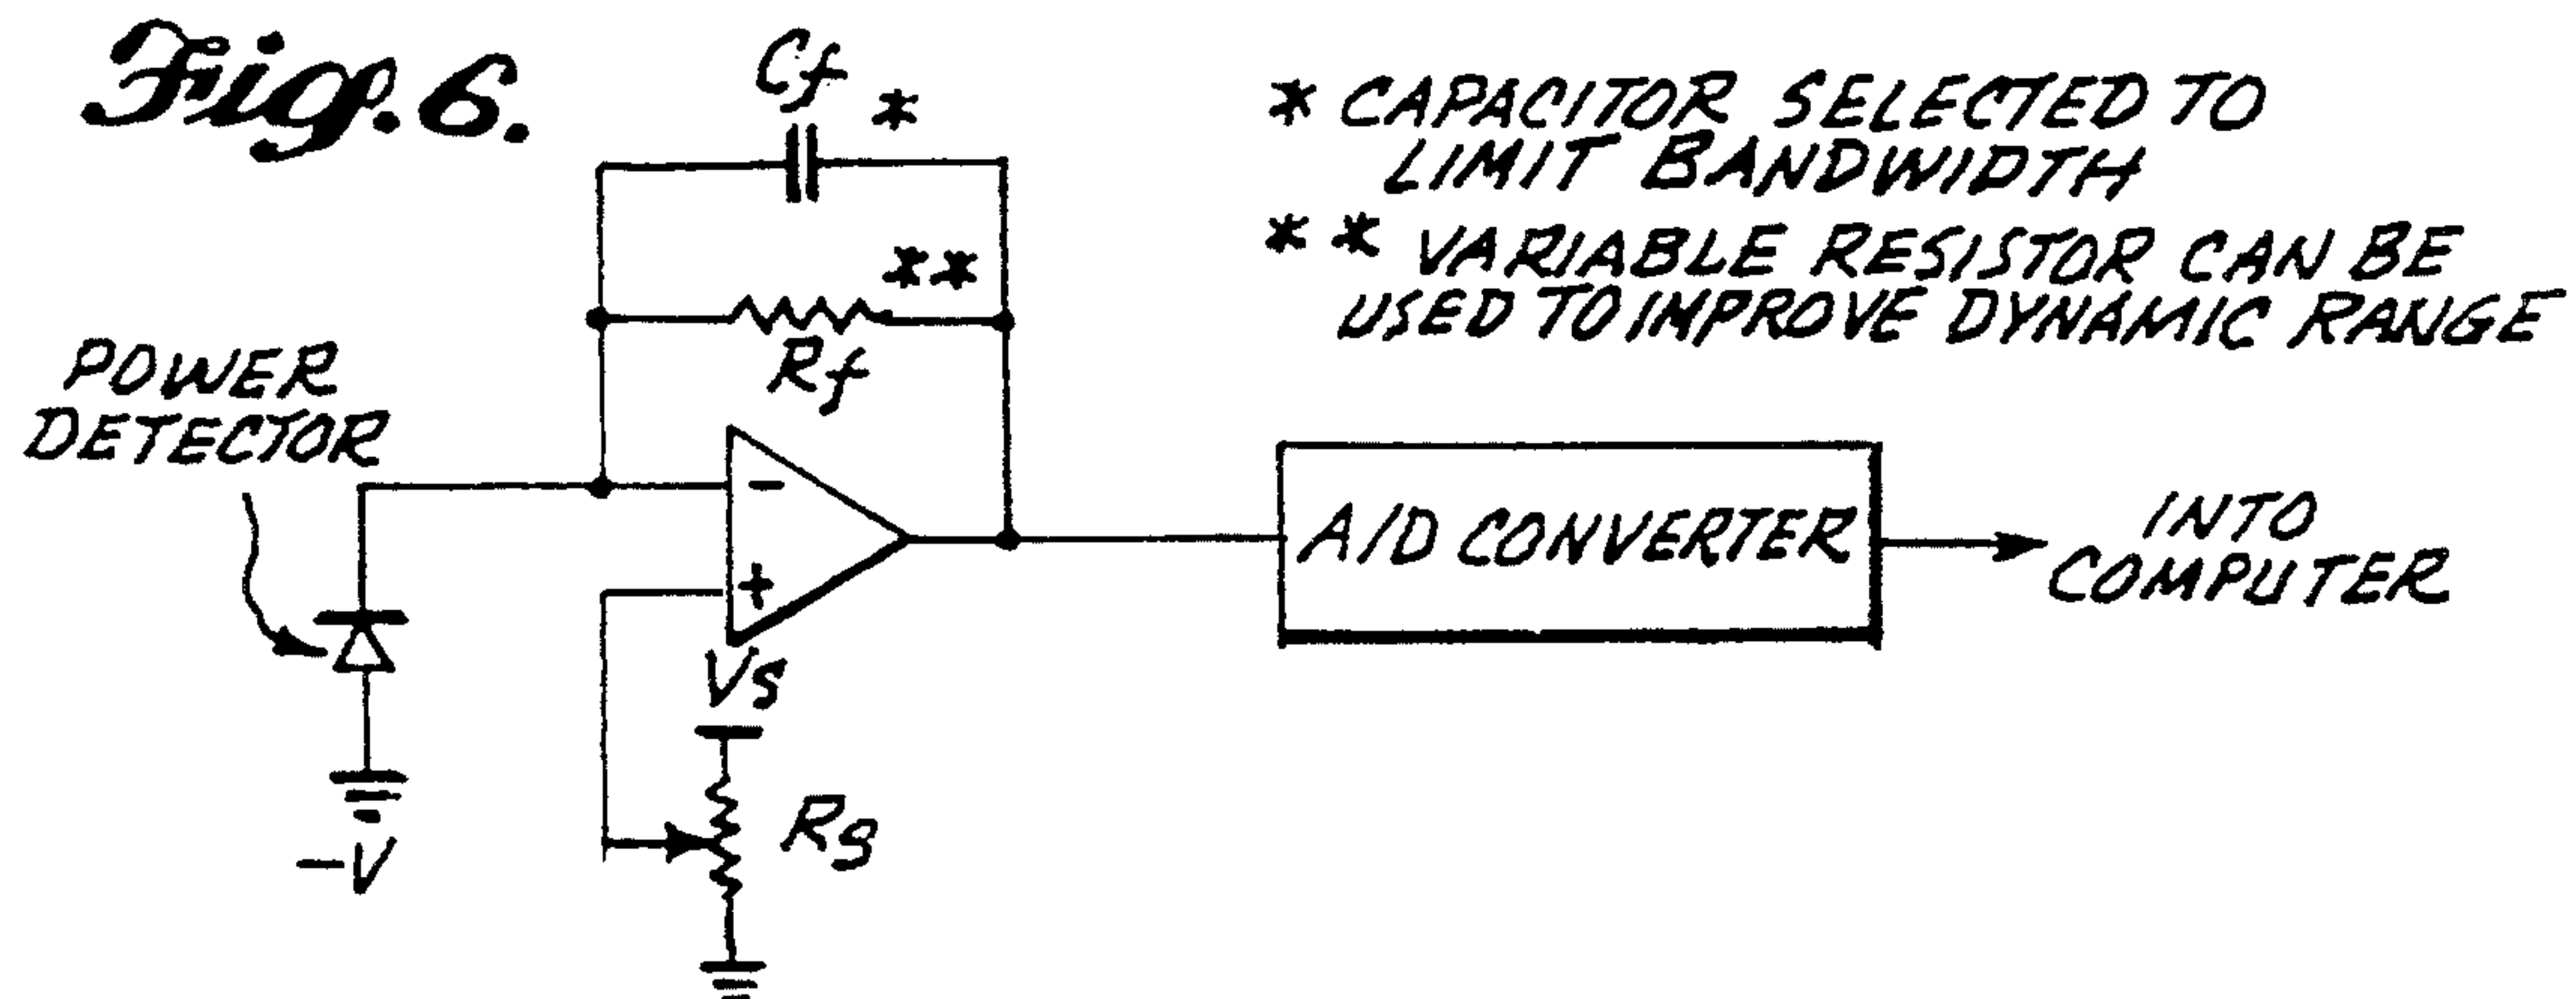 Fig. 6.
Cf *
* CAPACITOR SELECTED TO
LIMIT BANDWIDTH
** VARIABLE RESISTOR CAN BE
USED TO IMPROVE DYNAMIC RANGE
**
Rf
POWER
DETECTOR
-
+
A/D CONVERTER
INTO
COMPUTER
Vs
Rg
-V